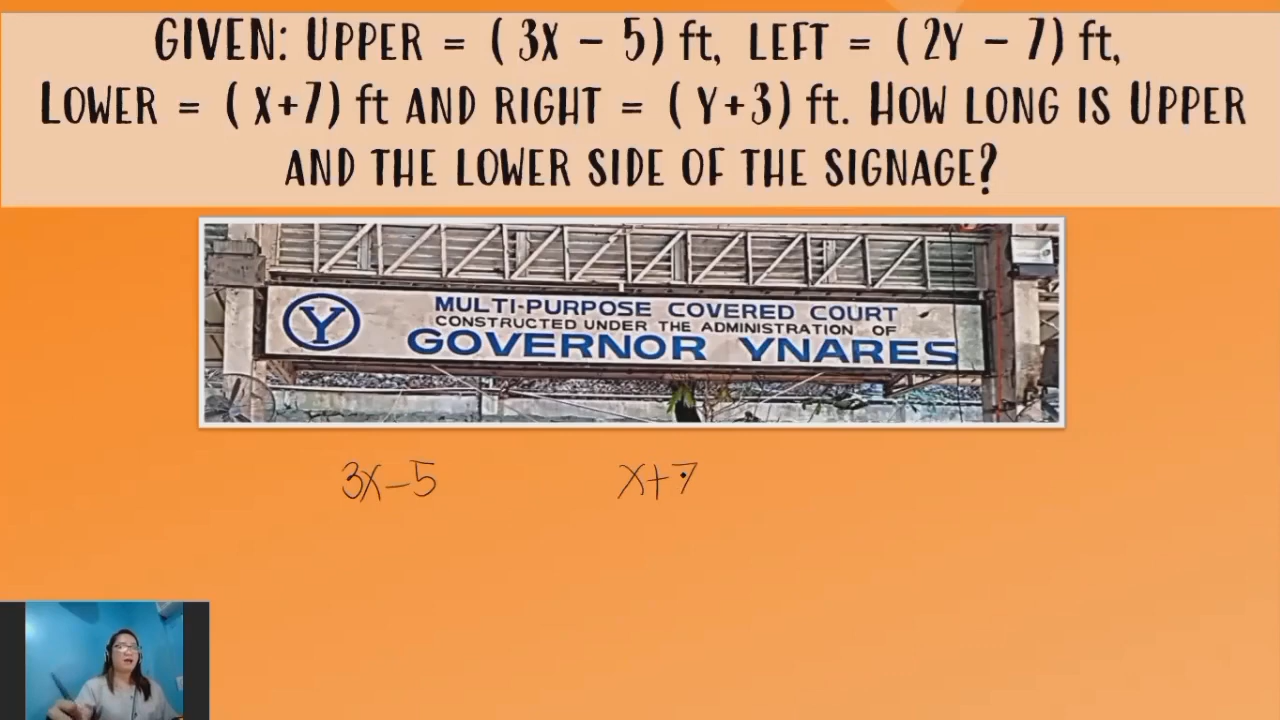 GIVEN: UPPER = ( 3X – 5) ft, LEFT = ( 2Y – 7) ft,
LOWER = ( X+7) ft AND RIGHT = ( Y+3) ft. HOW LONG IS UPPER
AND THE LOWER SIDE OF THE SIGNAGE?
Y
MULTI-PURPOSE COVERED COURT
CONSTRUCTED UNDER THE ADMINISTRATION OF
GOVERNOR YNARES
3x-5 x+7